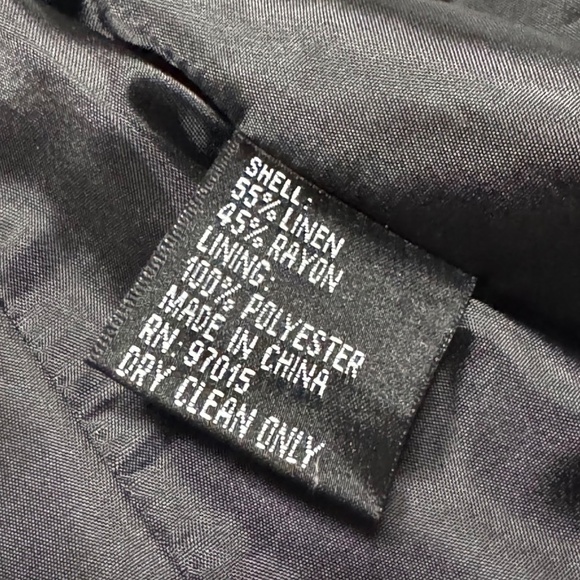 SHELL:
55% LINEN
45% RAYON
LINING:
100% POLYESTER
MADE IN CHINA
RN. 97015
DRY CLEAN ONLY